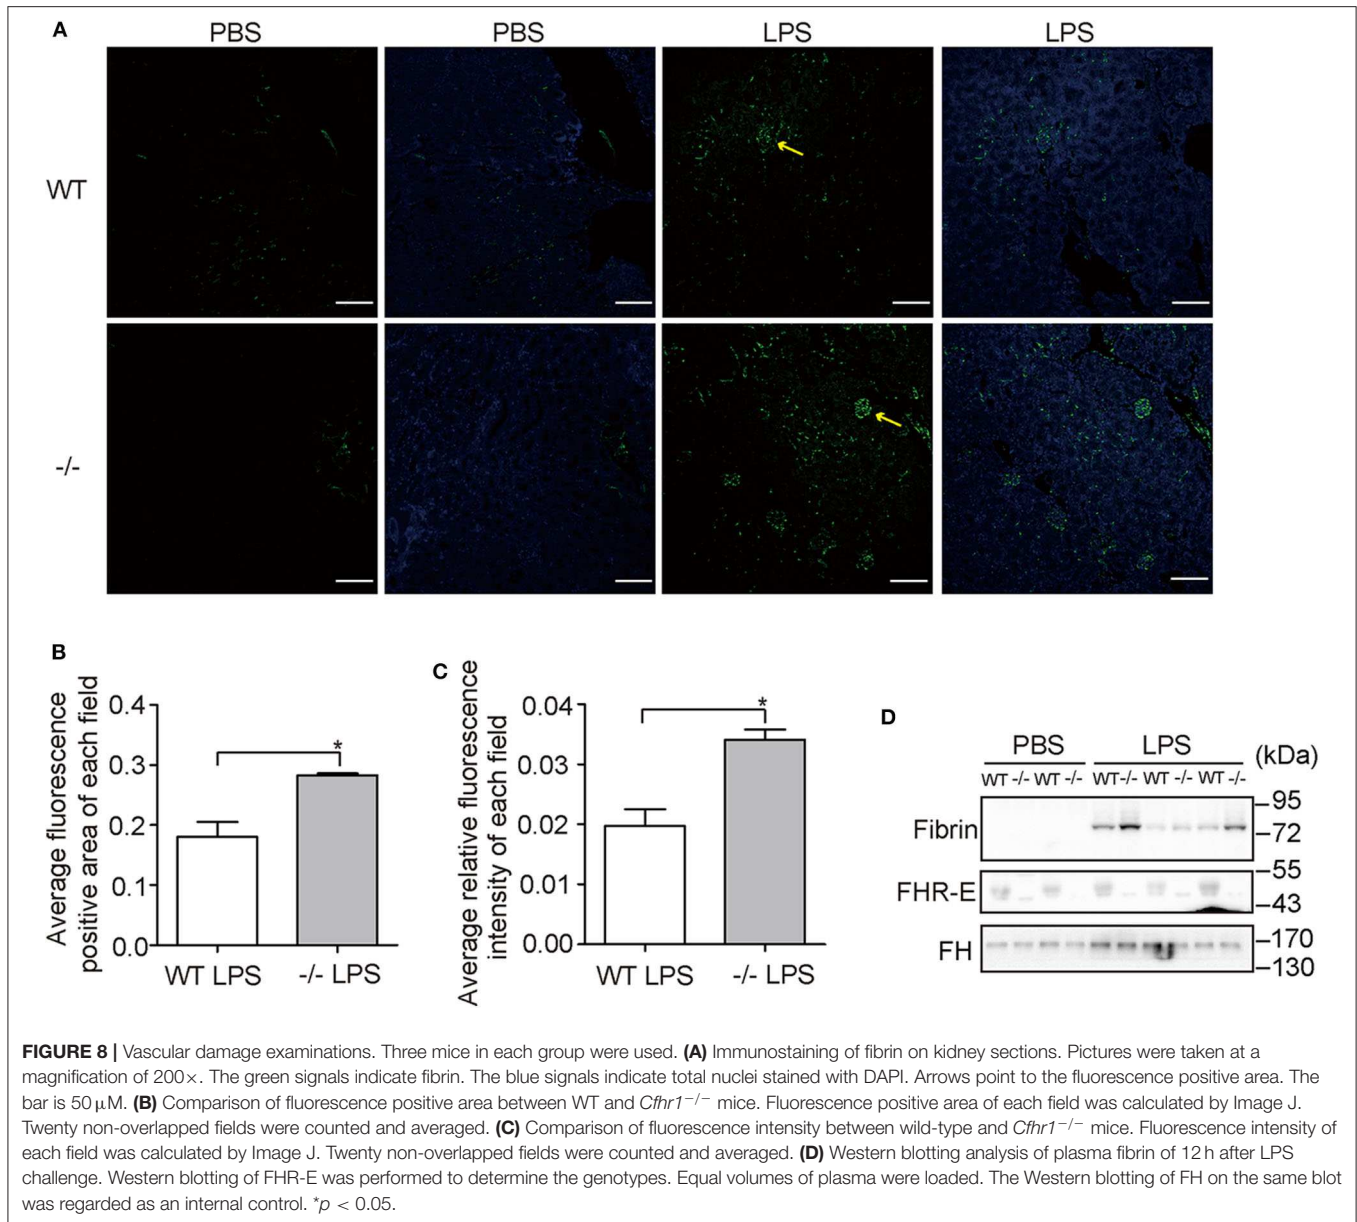 A
PBS PBS LPS LPS
WT
-/-
B
Average fluorescence
positive area of each field
0.4
0.3
0.2
0.1
0.0
*
WT LPS -/- LPS
C
Average relative fluorescence
intensity of each field
0.04
0.03
0.02
0.01
0.00
*
WT LPS -/- LPS
D
PBS LPS (kDa)
WT -/- WT -/- WT -/- WT -/- WT -/-
Fibrin
95
72
FHR-E
55
43
FH
170
130
FIGURE 8 | Vascular damage examinations. Three mice in each group were used. (A) Immunostaining of fibrin on kidney sections. Pictures were taken at a
magnification of 200×. The green signals indicate fibrin. The blue signals indicate total nuclei stained with DAPI. Arrows point to the fluorescence positive area. The
bar is 50 μM. (B) Comparison of fluorescence positive area between WT and Cfhr1−/− mice. Fluorescence positive area of each field was calculated by Image J.
Twenty non-overlapped fields were counted and averaged. (C) Comparison of fluorescence intensity between wild-type and Cfhr1−/− mice. Fluorescence intensity of
each field was calculated by Image J. Twenty non-overlapped fields were counted and averaged. (D) Western blotting analysis of plasma fibrin of 12 h after LPS
challenge. Western blotting of FHR-E was performed to determine the genotypes. Equal volumes of plasma were loaded. The Western blotting of FH on the same blot
was regarded as an internal control. *p < 0.05.